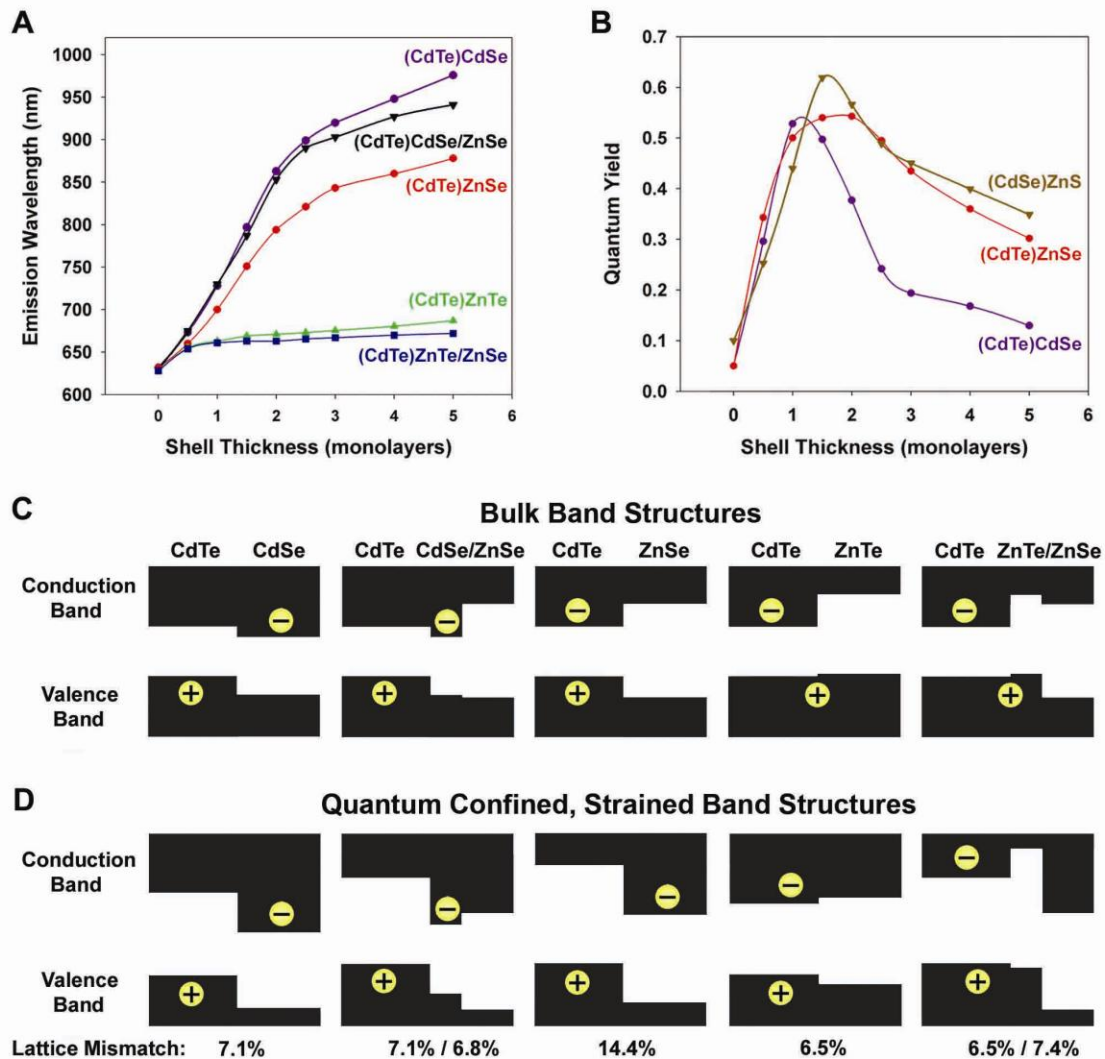 A
Emission Wavelength (nm)
1000
950
900
850
800
750
700
650
600
(CdTe)CdSe
(CdTe)CdSe/ZnSe
(CdTe)ZnSe
(CdTe)ZnTe
(CdTe)ZnTe/ZnSe
0 1 2 3 4 5 6
Shell Thickness (monolayers)
B
Quantum Yield
0.7
0.6
0.5
0.4
0.3
0.2
0.1
0.0
(CdSe)ZnS
(CdTe)ZnSe
(CdTe)CdSe
0 1 2 3 4 5 6
Shell Thickness (monolayers)
C
Bulk Band Structures
CdTe CdSe CdTe CdSe/ZnSe CdTe ZnSe CdTe ZnTe CdTe ZnTe/ZnSe
Conduction
Band
− − − − −
Valence
Band
+ + + + +
D
Quantum Confined, Strained Band Structures
Conduction
Band
− − − − −
Valence
Band
+ + + + +
Lattice Mismatch: 7.1% 7.1% / 6.8% 14.4% 6.5% 6.5% / 7.4%